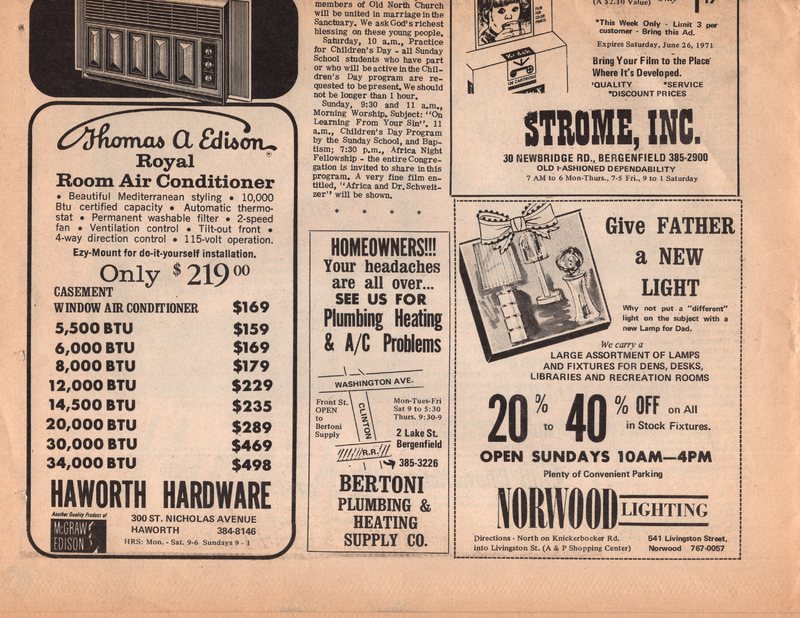 Thomas A Edison
Royal
Room Air Conditioner
• Beautiful Mediterranean styling • 10,000
Btu certified capacity • Automatic thermo-
stat • Permanent washable filter • 2-speed
fan • Ventilation control • Tilt-out front •
4-way direction control • 115-volt operation.
Ezy-Mount for do-it-yourself installation.
Only $219 00
CASEMENT
WINDOW AIR CONDITIONER $169
5,500 BTU $159
6,000 BTU $169
8,000 BTU $179
12,000 BTU $229
14,500 BTU $235
20,000 BTU $289
30,000 BTU $469
34,000 BTU $498
HAWORTH HARDWARE
Another Quality Product of
McGRAW
EDISON
300 ST. NICHOLAS AVENUE
HAWORTH 384-8146
HRS: Mon. - Sat. 9-6 Sundays 9 - 1
members of Old North Church
will be united in marriage in the
Sanctuary. We ask God's richest
blessing on these young people.
Saturday, 10 a.m., Practice
for Children's Day - all Sunday
School students who have part
or who will be active in the Chil-
dren's Day program are re-
quested to be present. We should
not be longer than 1 hour.
Sunday, 9:30 and 11 a.m.,
Morning Worship. Subject: "On
Learning From Your Sin". 11
a.m., Children's Day Program
by the Sunday School, and Bap-
tism; 7:30 p.m., Africa Night
Fellowship - the entire Congre-
gation is invited to share in this
program. A very fine film en-
titled, "Africa and Dr. Schweit-
zer" will be shown.
* * * *
HOMEOWNERS!!!
Your headaches
are all over...
SEE US FOR
Plumbing Heating
& A/C Problems
WASHINGTON AVE.
Front St.
OPEN
to
Bertoni
Supply
CLINTON
R.R.
Mon-Tues-Fri
Sat 9 to 5:30
Thurs. 9:30-9
2 Lake St.
Bergenfield
385-3226
BERTONI
PLUMBING &
HEATING
SUPPLY CO.
(A $2.10 Value)
*This Week Only - Limit 3 per
customer - Bring this Ad.
Expires Saturday, June 26, 1971
Bring Your Film to the Place
Where It's Developed.
*QUALITY *SERVICE
*DISCOUNT PRICES
Kodak
STROME, INC.
30 NEWBRIDGE RD., BERGENFIELD 385-2900
OLD FASHIONED DEPENDABILITY
7 AM to 6 Mon-Thurs., 7-5 Fri., 9 to 1 Saturday
Give FATHER
a NEW
LIGHT
Why not put a "different"
light on the subject with a
new Lamp for Dad.
We carry a
LARGE ASSORTMENT OF LAMPS
AND FIXTURES FOR DENS, DESKS,
LIBRARIES AND RECREATION ROOMS
20% to 40% OFF on All
in Stock Fixtures.
OPEN SUNDAYS 10AM—4PM
Plenty of Convenient Parking
NORWOOD LIGHTING
Directions - North on Knickerbocker Rd.
into Livingston St. (A & P Shopping Center)
541 Livingston Street,
Norwood 767-0057